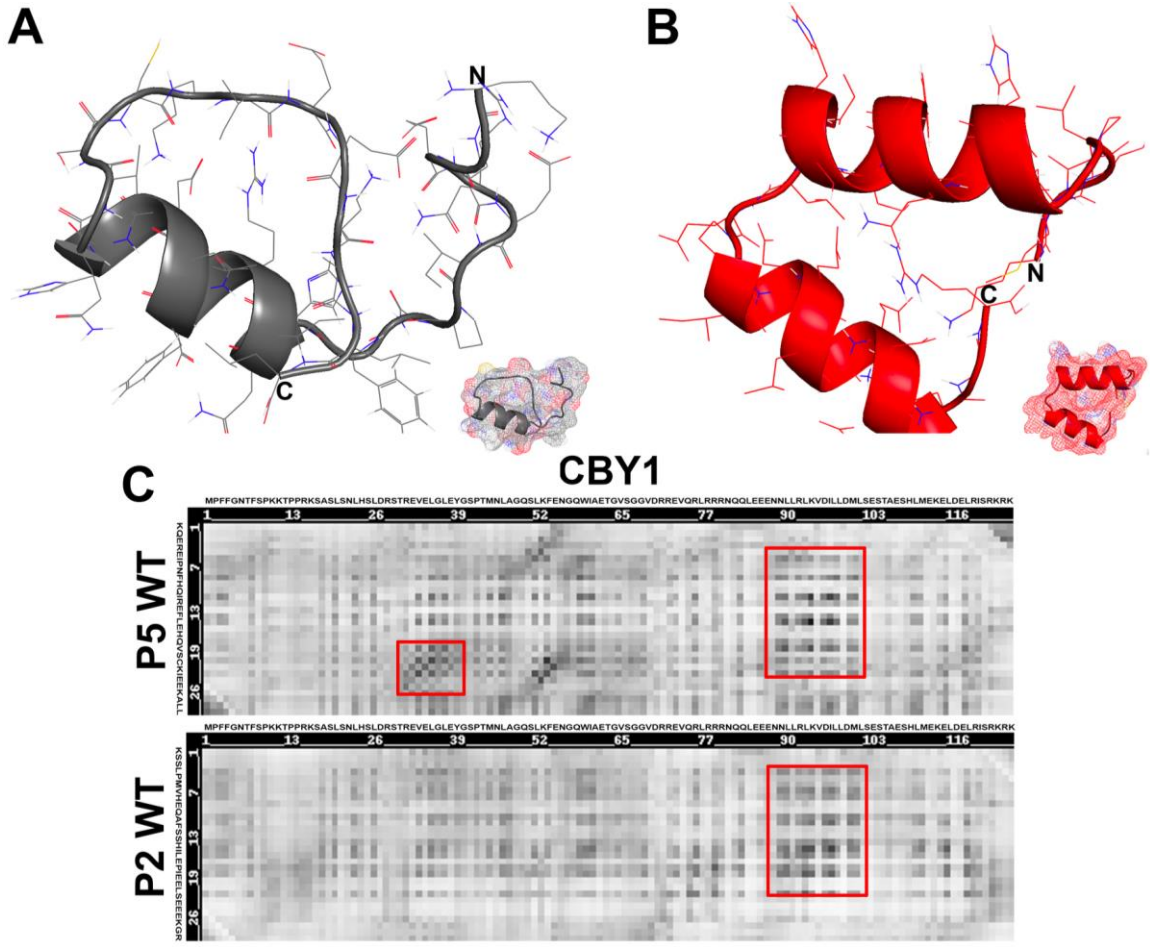 A
B
N
C
N
C
C
CBY1
MPFFGNTFSPKKTPPRKSASLSNLHSLDRSTREVELGLEYGSPTMNLAGQSLKFENGQWIAETGVSGGVDRREVQRLRRRNQQLEEENNLLRLKVDILLDMLSESTAESHLMEKELDELRISRKRK
1 13 26 39 52 65 77 90 103 116
P5 WT
KQEREIPNFHQIREFLEHQVSCKIEEKALL
1 7 13 19 26
MPFFGNTFSPKKTPPRKSASLSNLHSLDRSTREVELGLEYGSPTMNLAGQSLKFENGQWIAETGVSGGVDRREVQRLRRRNQQLEEENNLLRLKVDILLDMLSESTAESHLMEKELDELRISRKRK
1 13 26 39 52 65 77 90 103 116
P2 WT
KSSLPMVHEQAFSSHILEPIEELSEEEKGR
1 7 13 19 26